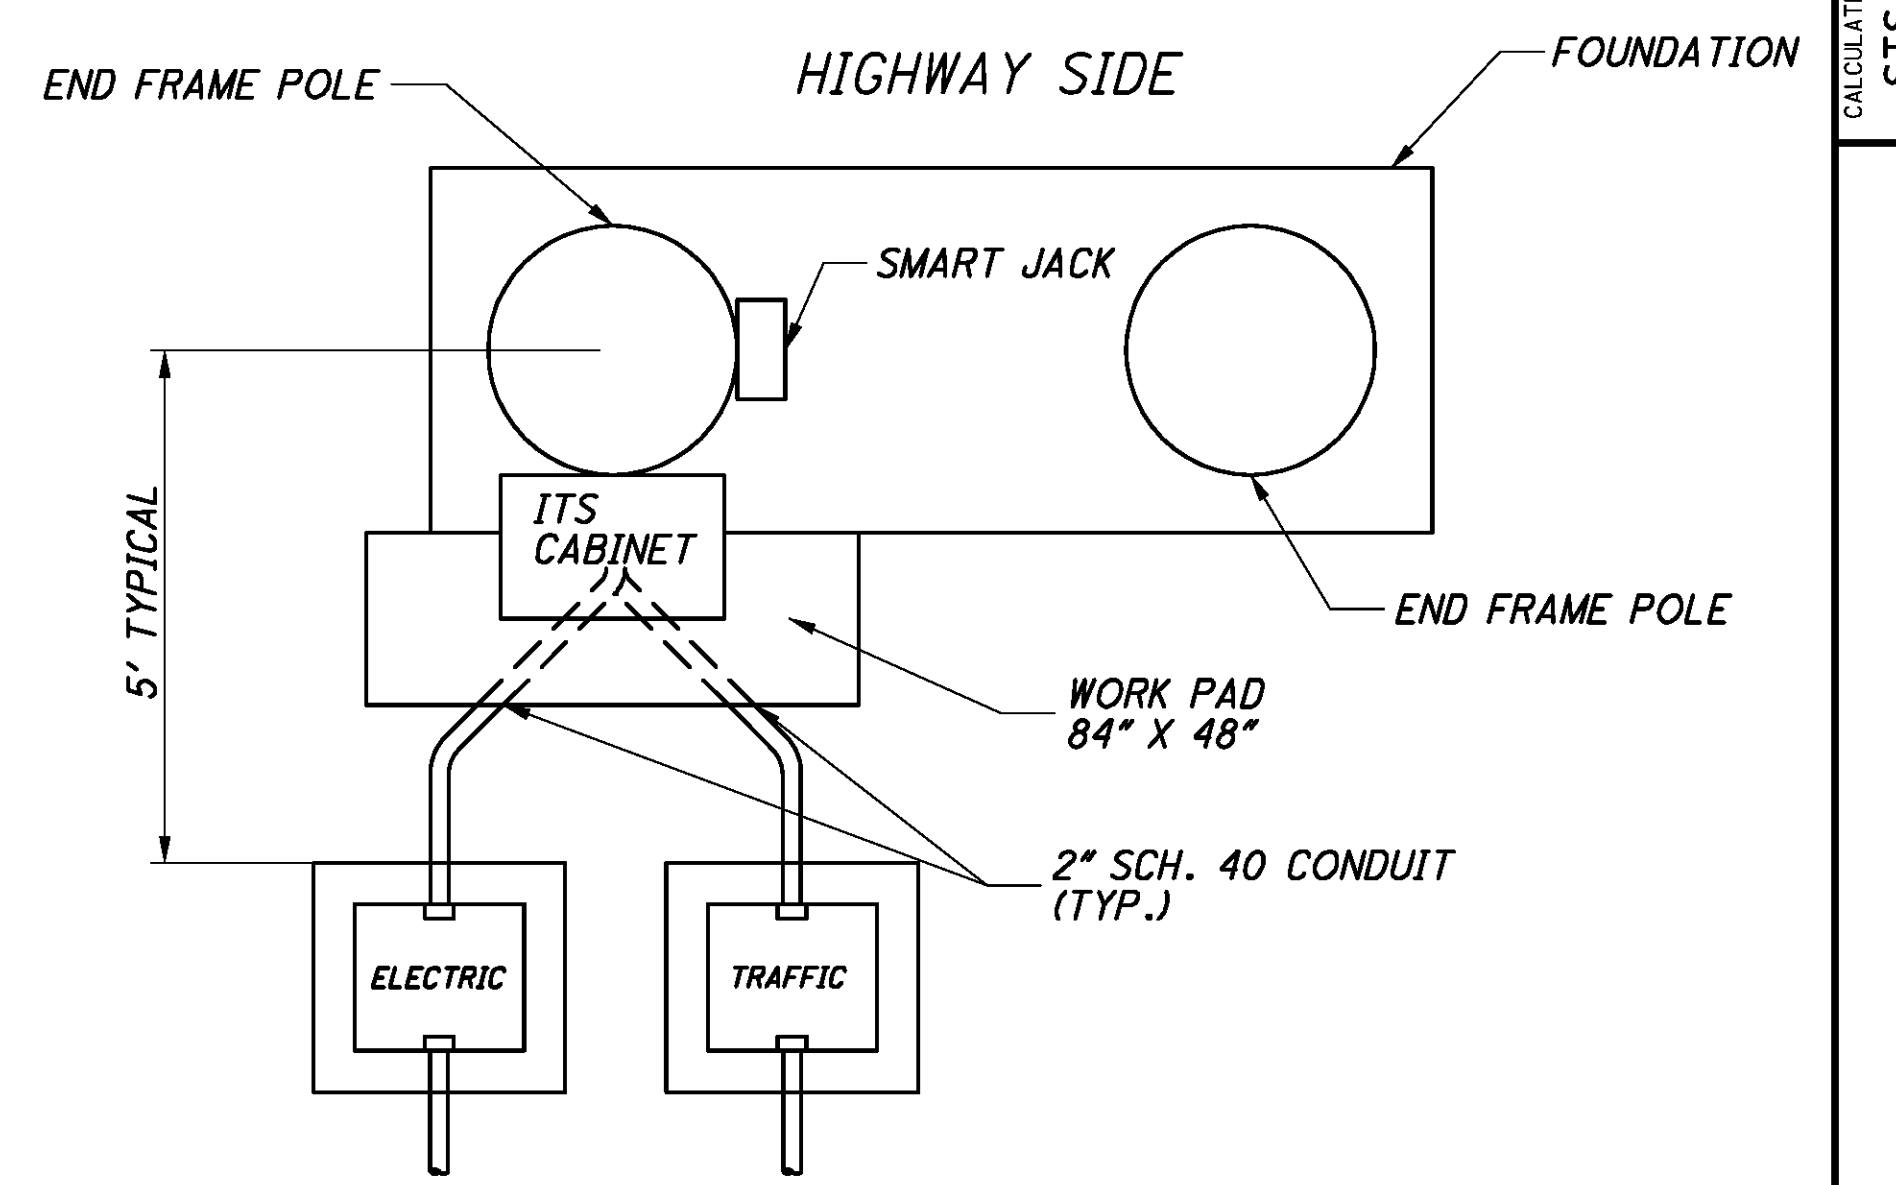 HIGHWAY SIDE
FOUNDATION
END FRAME POLE
SMART JACK
ITS
CABINET
5' TYPICAL
END FRAME POLE
WORK PAD
84" X 48"
2" SCH. 40 CONDUIT
(TYP.)
ELECTRIC
TRAFFIC